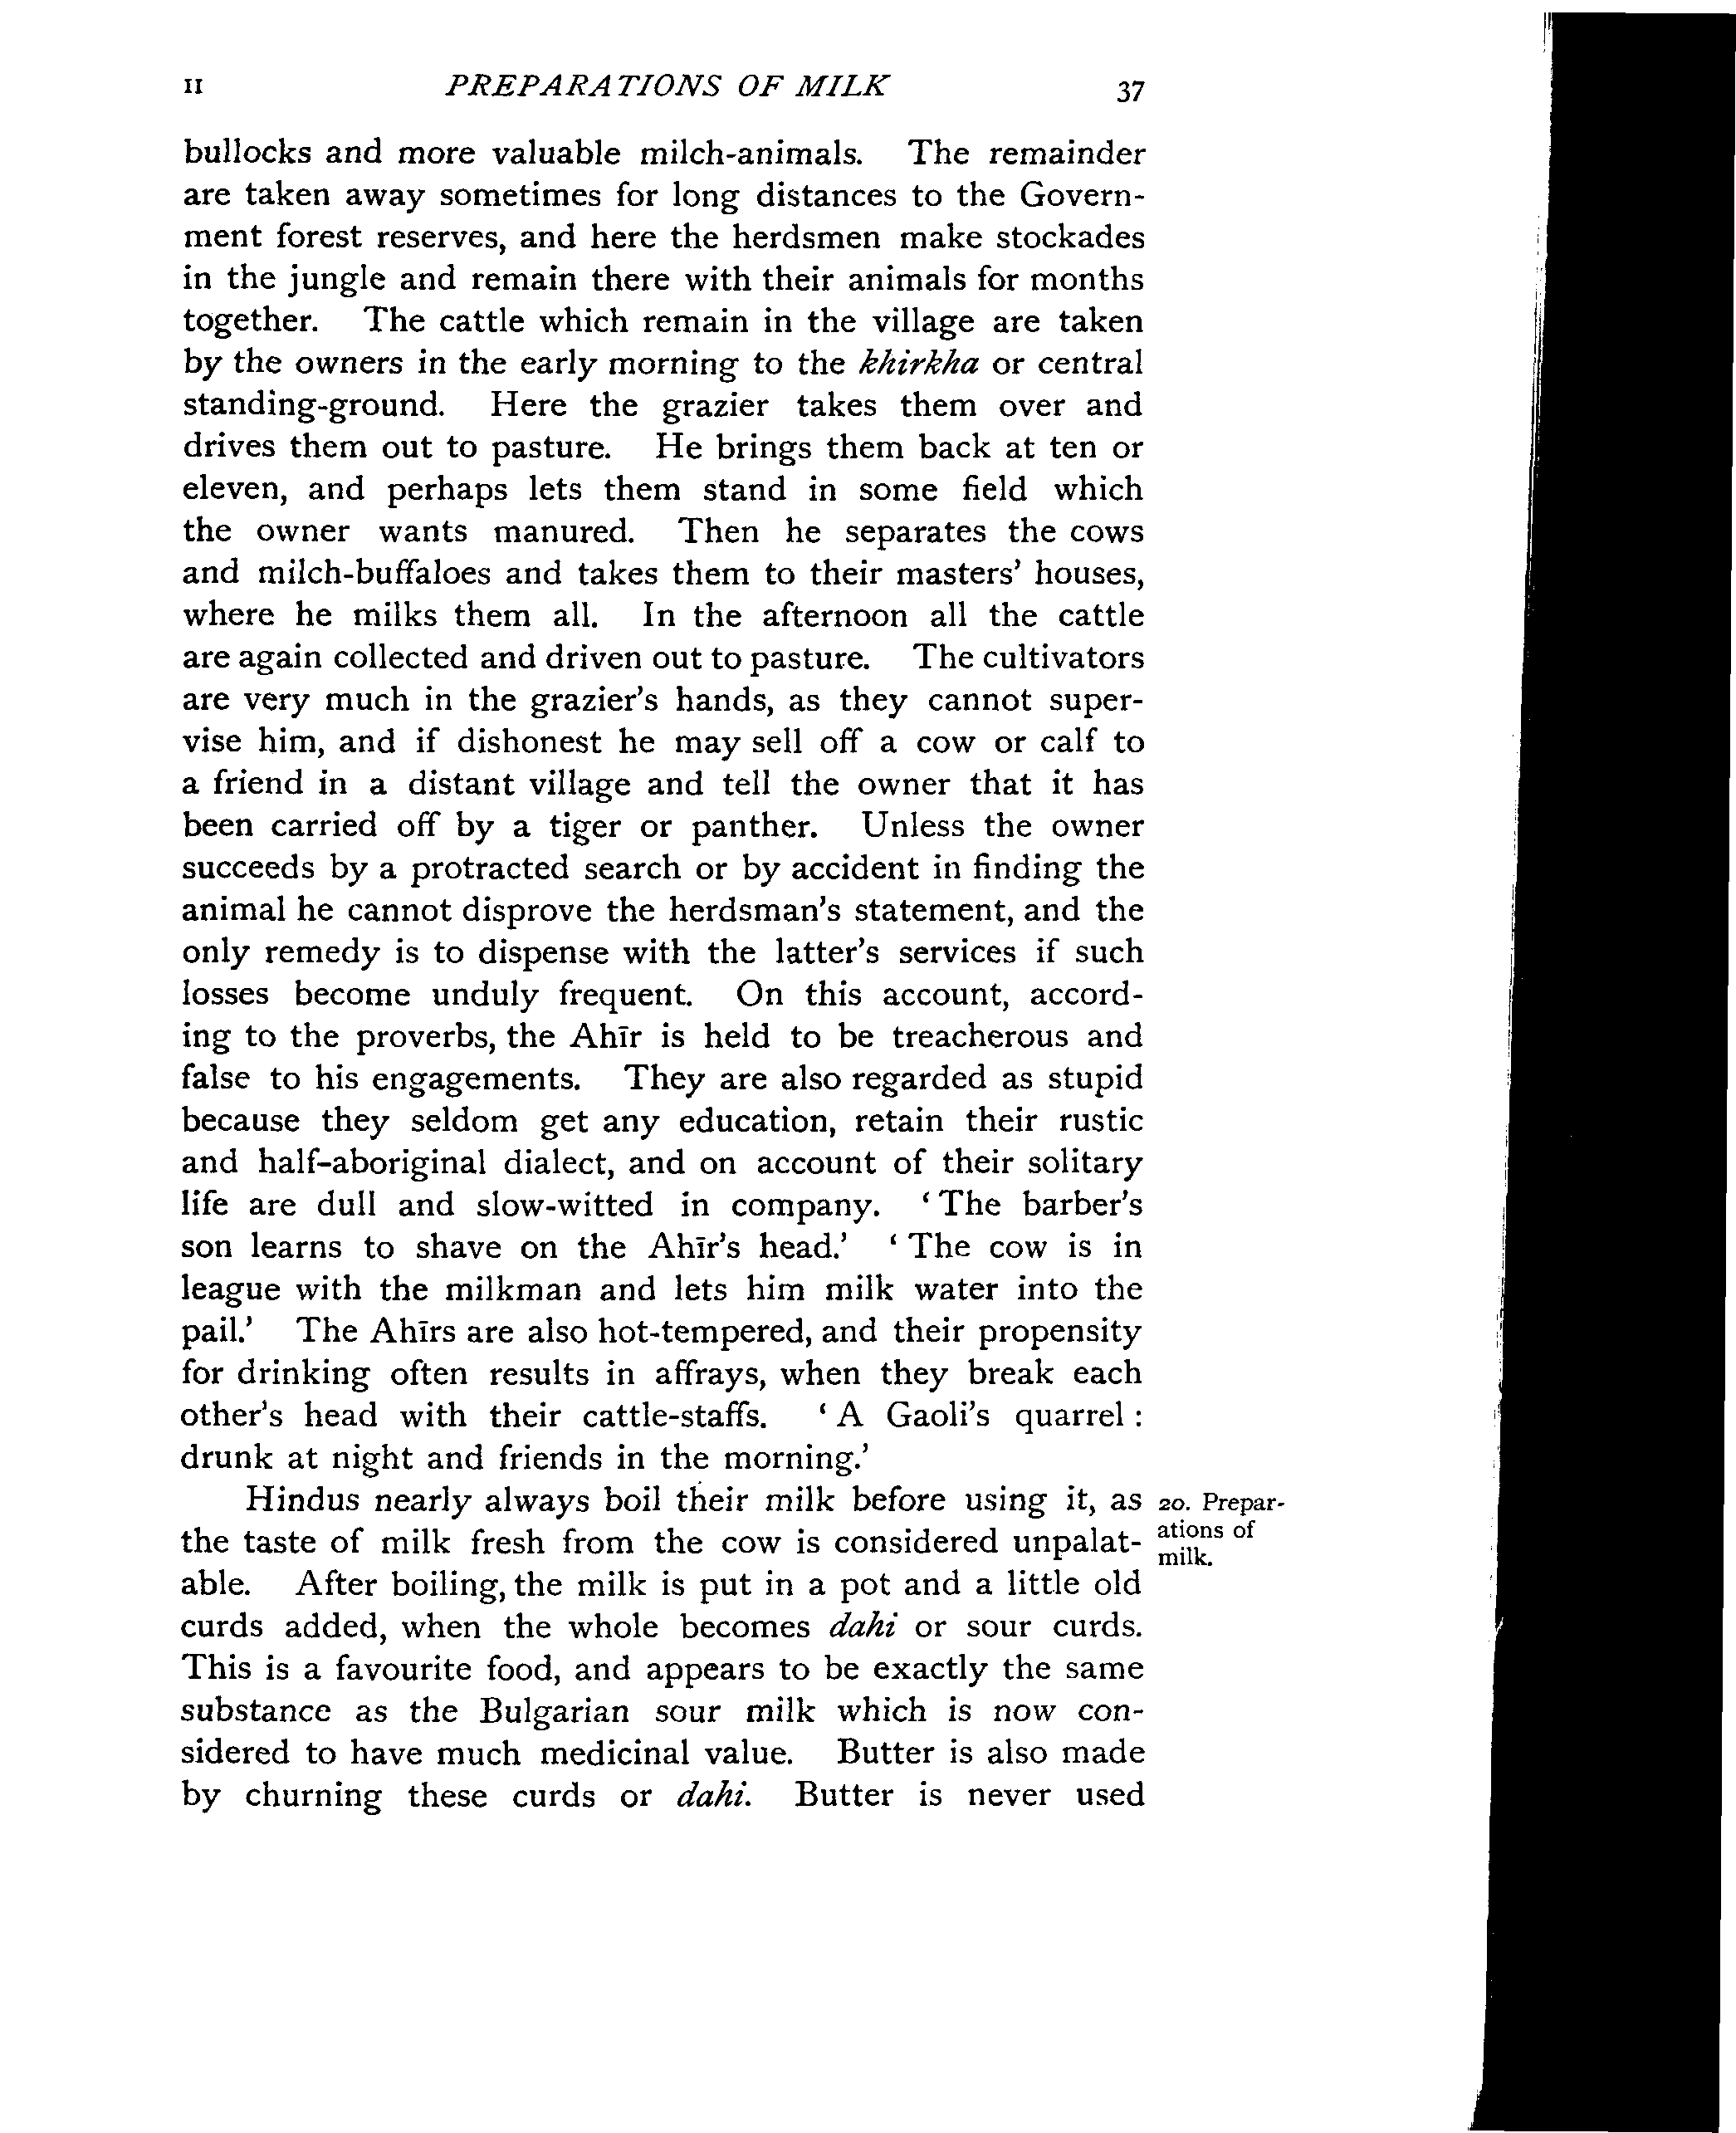 II PREPARATIONS OF MILK 37
bullocks and more valuable milch-animals. The remainder
are taken away sometimes for long distances to the Govern-
ment forest reserves, and here the herdsmen make stockades
in the jungle and remain there with their animals for months
together. The cattle which remain in the village are taken
by the owners in the early morning to the khirkha or central
standing-ground. Here the grazier takes them over and
drives them out to pasture. He brings them back at ten or
eleven, and perhaps lets them stand in some field which
the owner wants manured. Then he separates the cows
and milch-buffaloes and takes them to their masters' houses,
where he milks them all. In the afternoon all the cattle
are again collected and driven out to pasture. The cultivators
are very much in the grazier's hands, as they cannot super-
vise him, and if dishonest he may sell off a cow or calf to
a friend in a distant village and tell the owner that it has
been carried off by a tiger or panther. Unless the owner
succeeds by a protracted search or by accident in finding the
animal he cannot disprove the herdsman's statement, and the
only remedy is to dispense with the latter's services if such
losses become unduly frequent. On this account, accord-
ing to the proverbs, the Ahīr is held to be treacherous and
false to his engagements. They are also regarded as stupid
because they seldom get any education, retain their rustic
and half-aboriginal dialect, and on account of their solitary
life are dull and slow-witted in company. ‘The barber's
son learns to shave on the Ahīr's head.’ ‘The cow is in
league with the milkman and lets him milk water into the
pail.’ The Ahīrs are also hot-tempered, and their propensity
for drinking often results in affrays, when they break each
other's head with their cattle-staffs. ‘A Gaoli's quarrel :
drunk at night and friends in the morning.’
Hindus nearly always boil their milk before using it, as
the taste of milk fresh from the cow is considered unpalat-
able. After boiling, the milk is put in a pot and a little old
curds added, when the whole becomes dahi or sour curds.
This is a favourite food, and appears to be exactly the same
substance as the Bulgarian sour milk which is now con-
sidered to have much medicinal value. Butter is also made
by churning these curds or dahi. Butter is never used
20. Prepar-
ations of
milk.